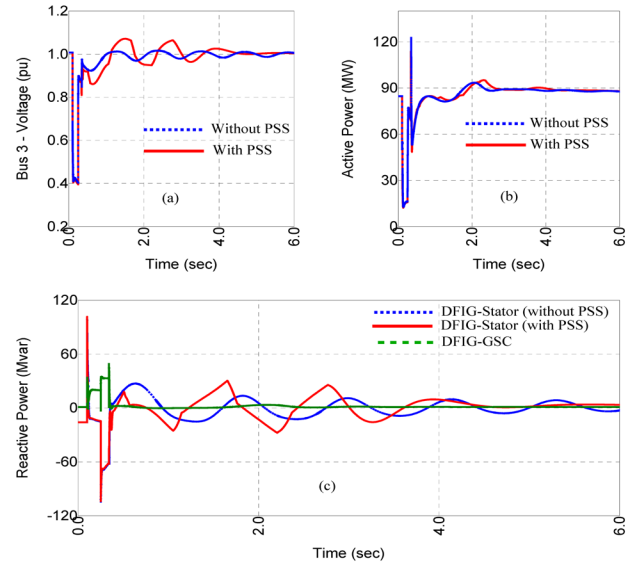 Bus 3 - Voltage (pu)
1.2
1.0
0.8
0.6
0.4
0.2
Without PSS
With PSS
(a)
0.0
2.0
4.0
6.0
Time (sec)
Active Power (MW)
120
90
60
30
0
Without PSS
With PSS
(b)
0.0
2.0
4.0
6.0
Time (sec)
Reactive Power (Mvar)
120
60
0
-60
-120
DFIG-Stator (without PSS)
DFIG-Stator (with PSS)
DFIG-GSC
(c)
0.0
2.0
4.0
6.0
Time (sec)